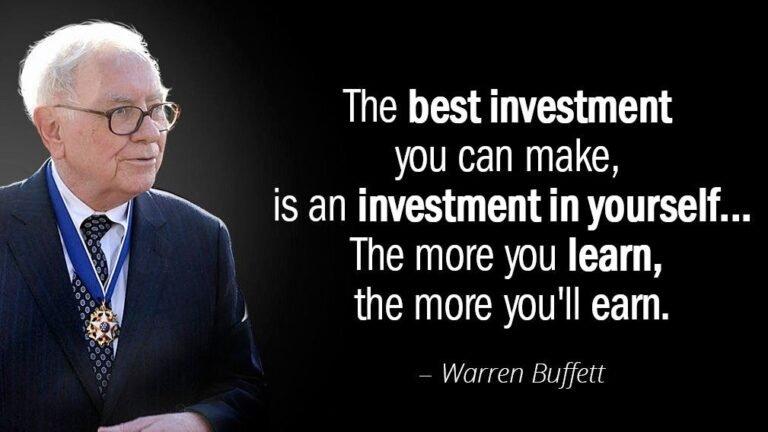 The best investment
you can make,
is an investment in yourself...
The more you learn,
the more you'll earn.
– Warren Buffett